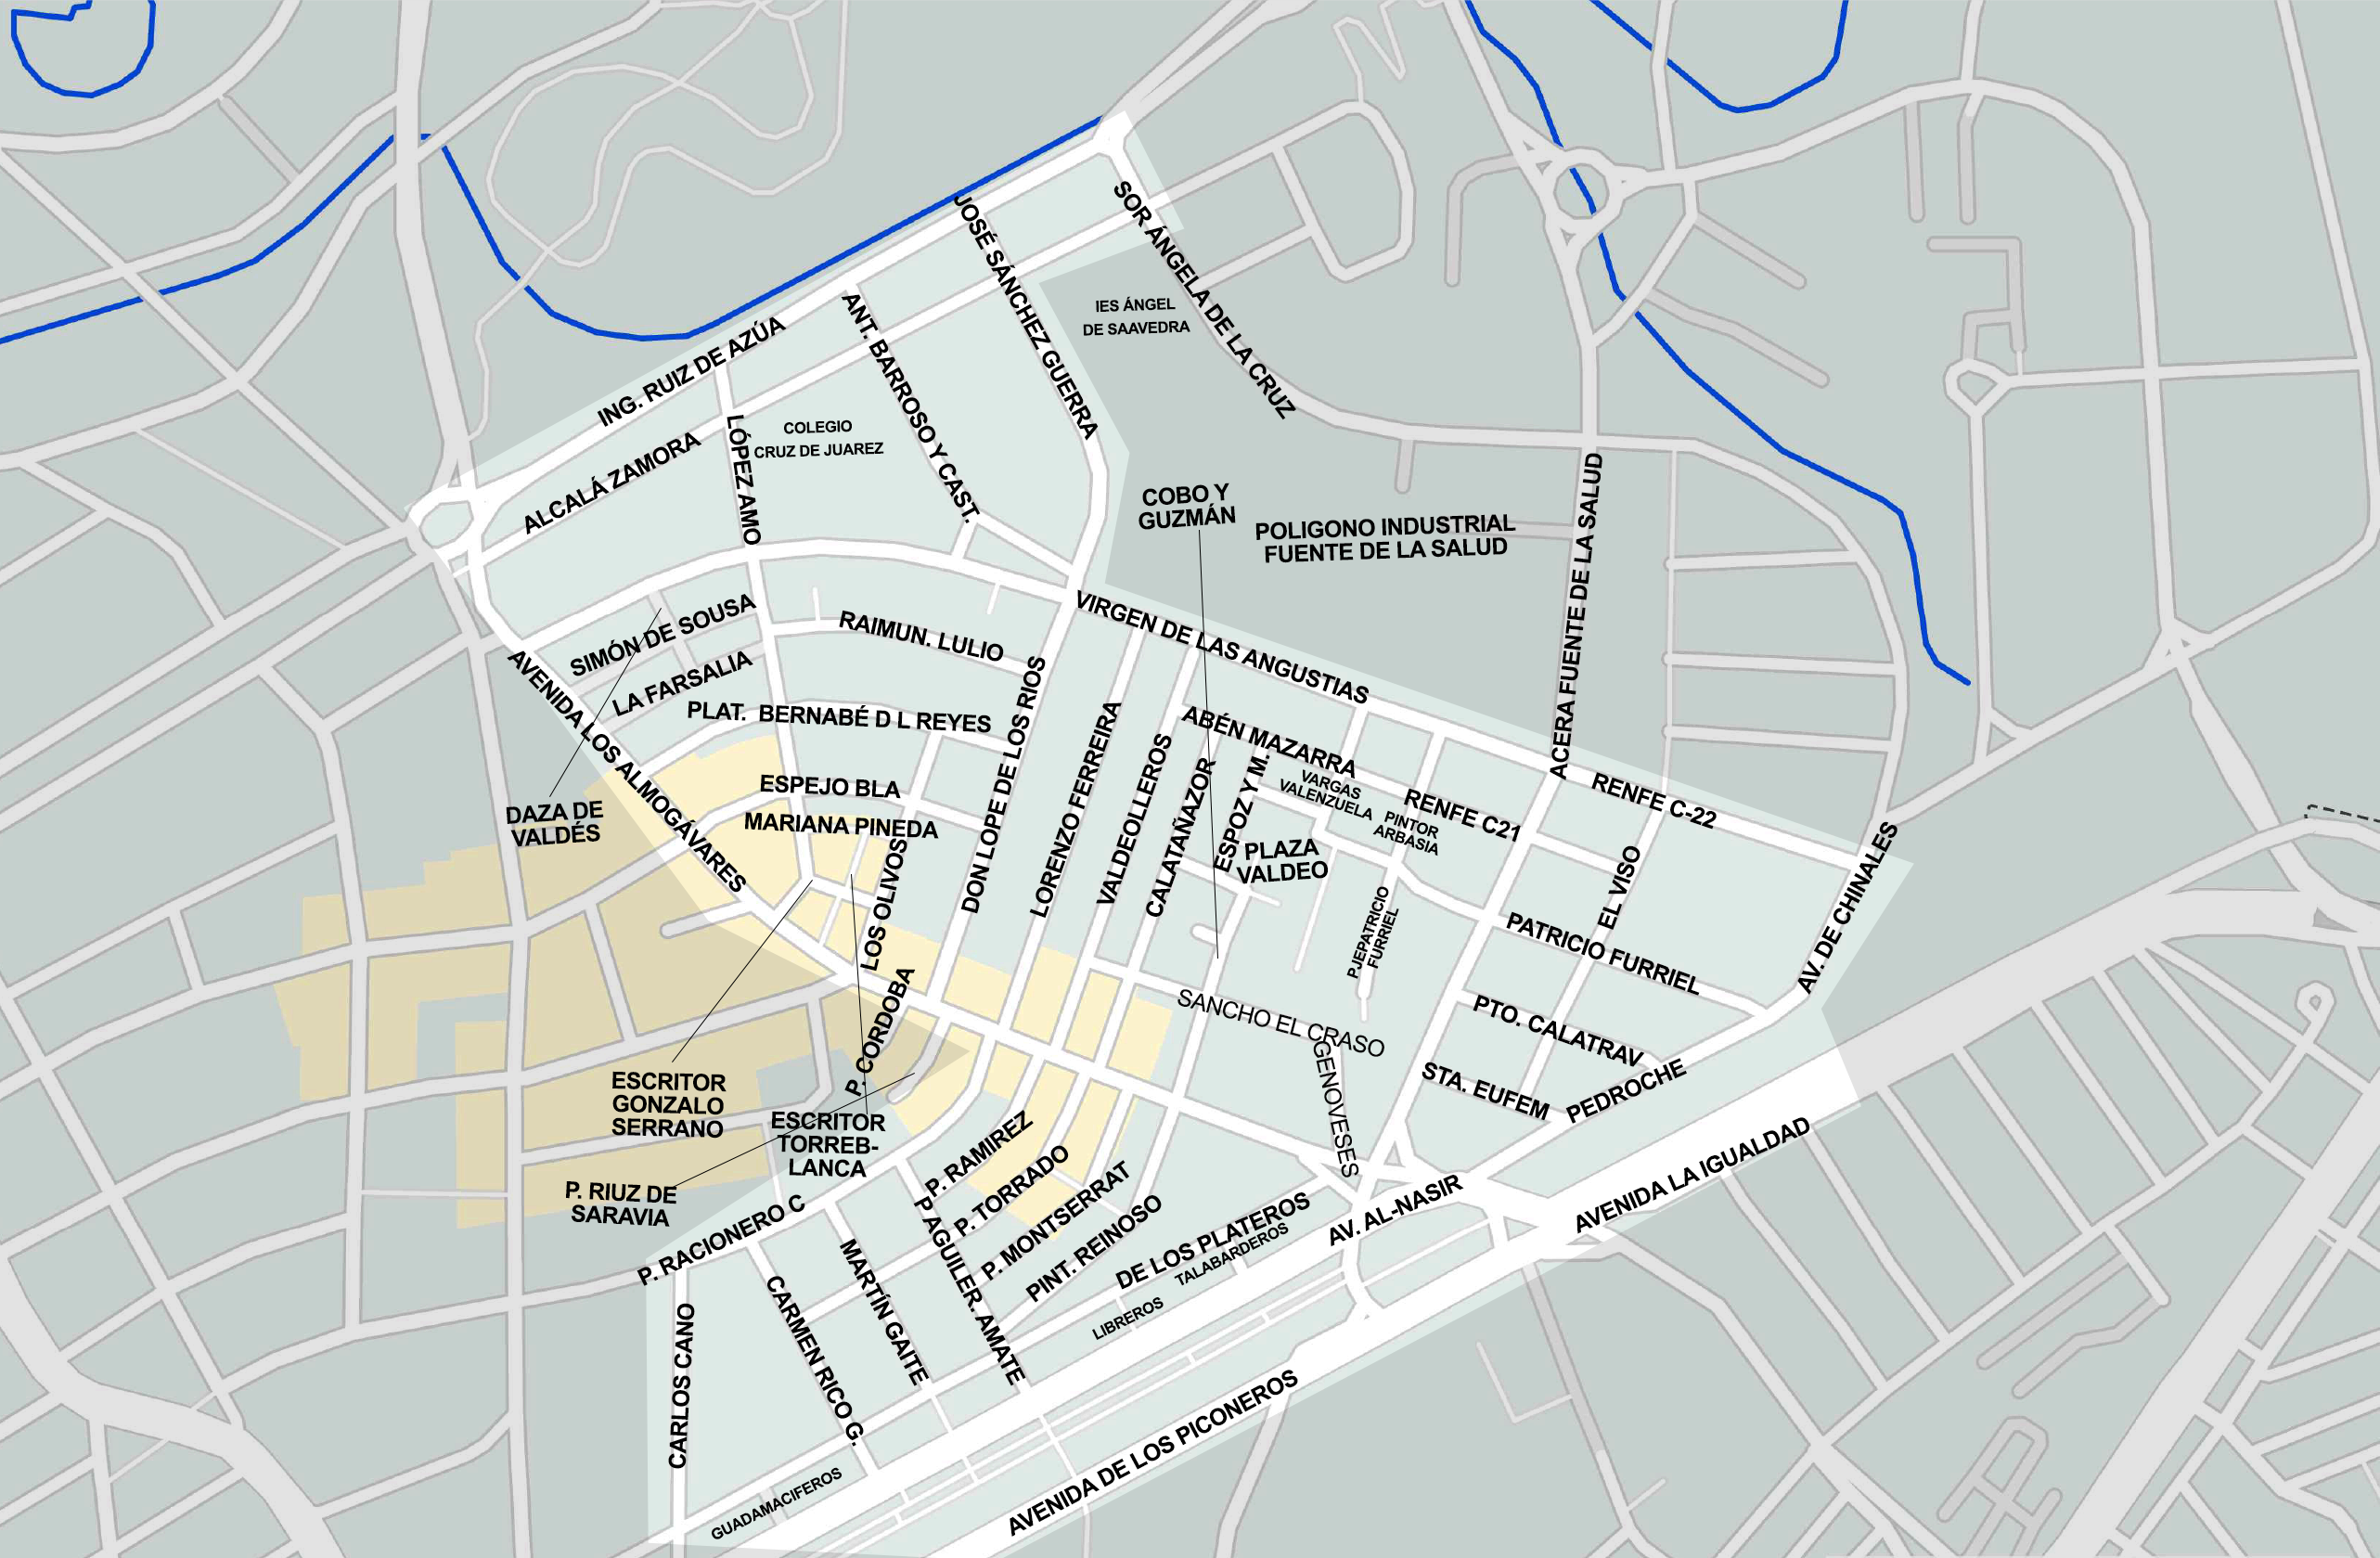 SOR ÁNGELA DE LA CRUZ
JOSÉ SÁNCHEZ GUERRA
IES ÁNGEL
DE SAAVEDRA
ANT. BARROSO Y CAST.
ING. RUIZ DE AZÚA
ALCALÁ ZAMORA
LÓPEZ AMO
COLEGIO
CRUZ DE JUAREZ
COBO Y
GUZMÁN
POLIGONO INDUSTRIAL
FUENTE DE LA SALUD
ACERA FUENTE DE LA SALUD
VIRGEN DE LAS ANGUSTIAS
SIMÓN DE SOUSA
LA FARSALIA
RAIMUN. LULIO
PLAT. BERNABÉ D L REYES
AVENIDA LOS ALMOGÁVARES
DAZA DE
VALDÉS
ESPEJO BLA
MARIANA PINEDA
LOS OLIVOS
DON LOPE DE LOS RIOS
LORENZO FERREIRA
VALDEOLLEROS
CALATAÑAZOR
ESPOZ Y M.
ABÉN MAZARRA
VARGAS
VALENZUELA
PINTOR
ARBASIA
RENFE C21
RENFE C-22
PLAZA
VALDEO
EL VISO
AV. DE CHINALES
PJEPATRICIO
FURRIEL
PATRICIO FURRIEL
SANCHO EL CRASO
PTO. CALATRAV
GENOVESES
STA. EUFEM
PEDROCHE
P. CORDOBA
ESCRITOR
GONZALO
SERRANO
ESCRITOR
TORREB-
LANCA
P. RIUZ DE
SARAVIA
P. RAMIREZ
P. TORRADO
P. MONTSERRAT
PINT. REINOSO
P. RACIONERO C
P AGUILER. AMATE
MARTÍN GAITE
CARMEN RICO G.
CARLOS CANO
DE LOS PLATEROS
TALABARDEROS
LIBREROS
GUADAMACIFEROS
AV. AL-NASIR
AVENIDA LA IGUALDAD
AVENIDA DE LOS PICONEROS